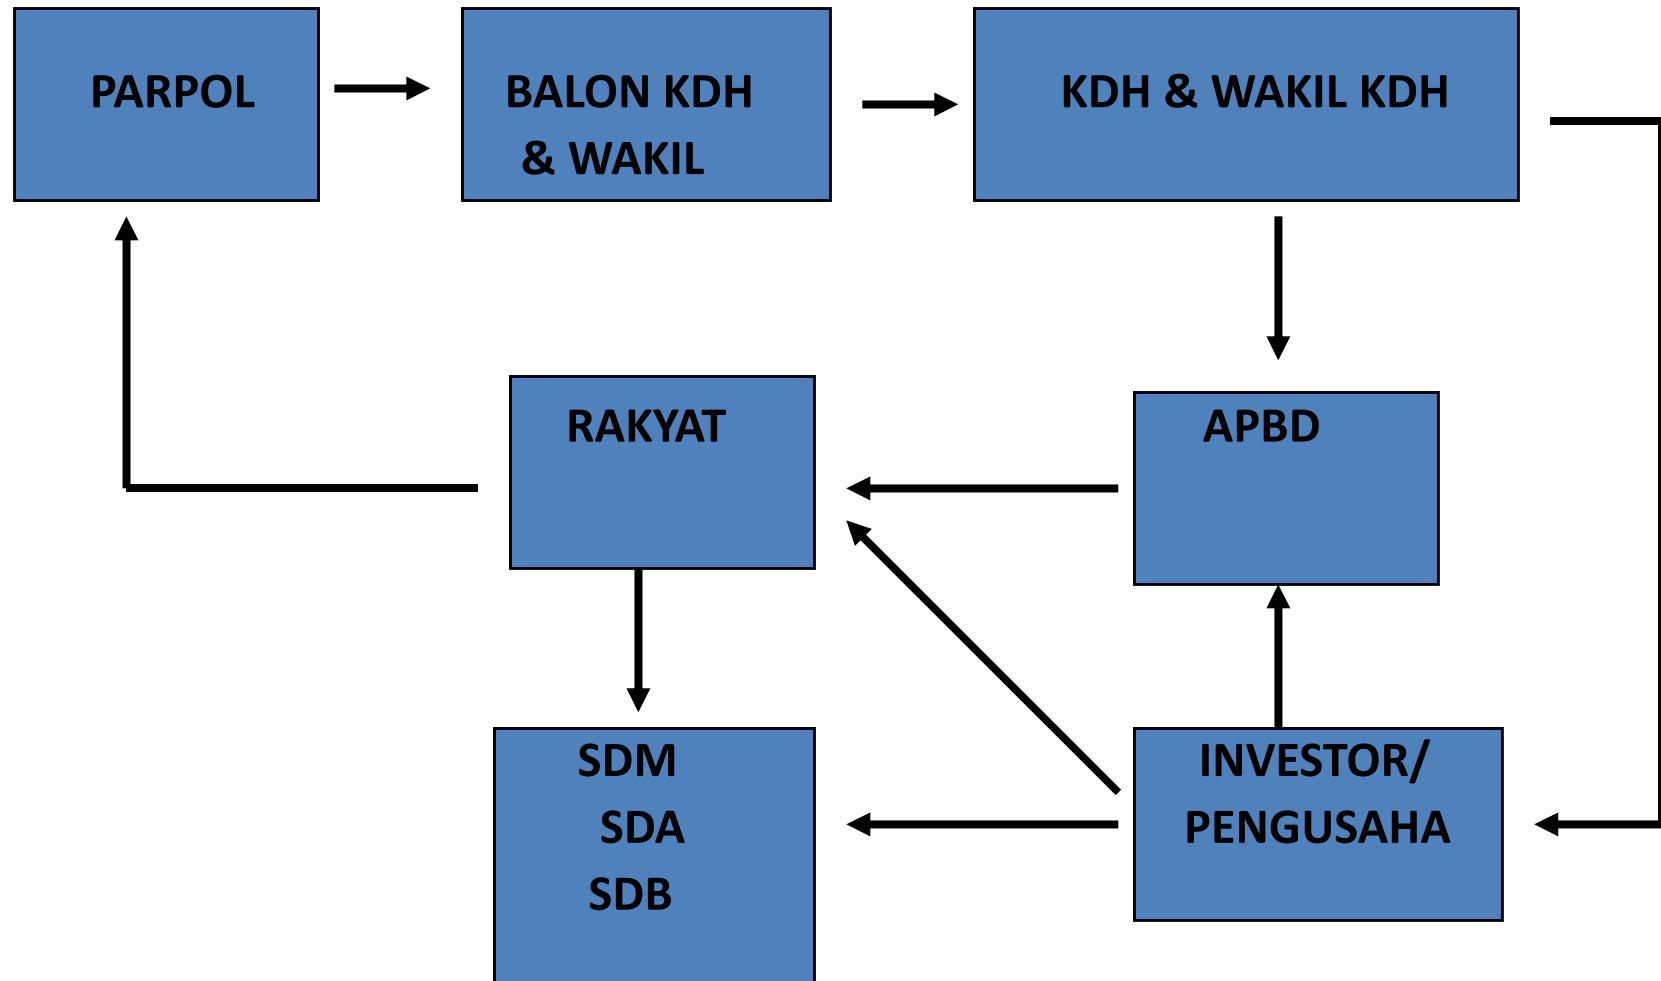 PARPOL
BALON KDH
& WAKIL
KDH & WAKIL KDH
RAKYAT
APBD
SDM
SDA
SDB
INVESTOR/
PENGUSAHA